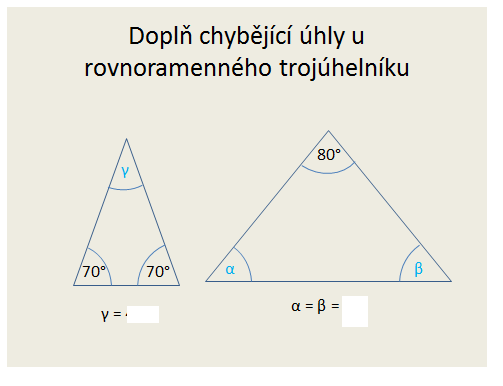 Doplň chybějící úhly u
rovnoramenného trojúhelníku
γ
70°
70°
γ =
80°
α
β
α = β =